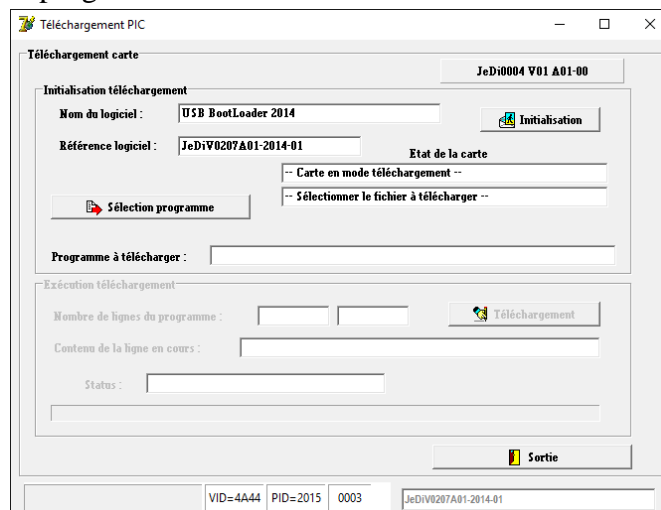 Téléchargement PIC
Téléchargement carte
JeDi0004 V01 A01-00
Initialisation téléchargement
Nom du logiciel :
USB BootLoader 2014
Initialisation
Référence logiciel :
JeDiV0207A01-2014-01
Etat de la carte
-- Carte en mode téléchargement --
-- Sélectionner le fichier à télécharger --
Sélection programme
Programme à télécharger :
Exécution téléchargement
Nombre de lignes du programme :
Téléchargement
Contenu de la ligne en cours :
Status :
Sortie
VID=4A44 PID=2015 0003 JeDiV0207A01-2014-01